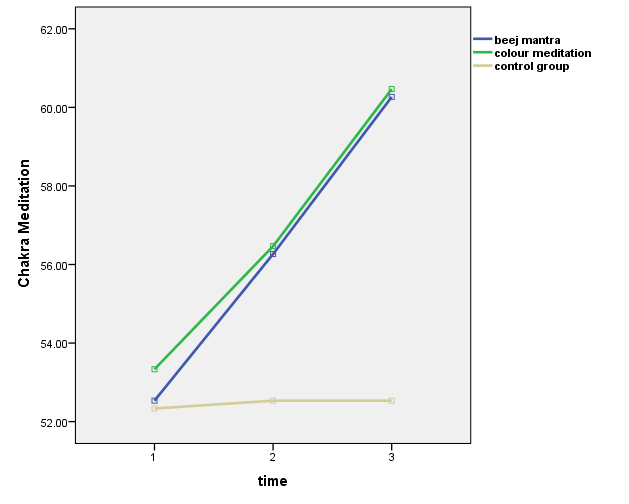 62.00
60.00
58.00
56.00
54.00
52.00
Chakra Meditation
1 2 3
time
beej mantra
colour meditation
control group